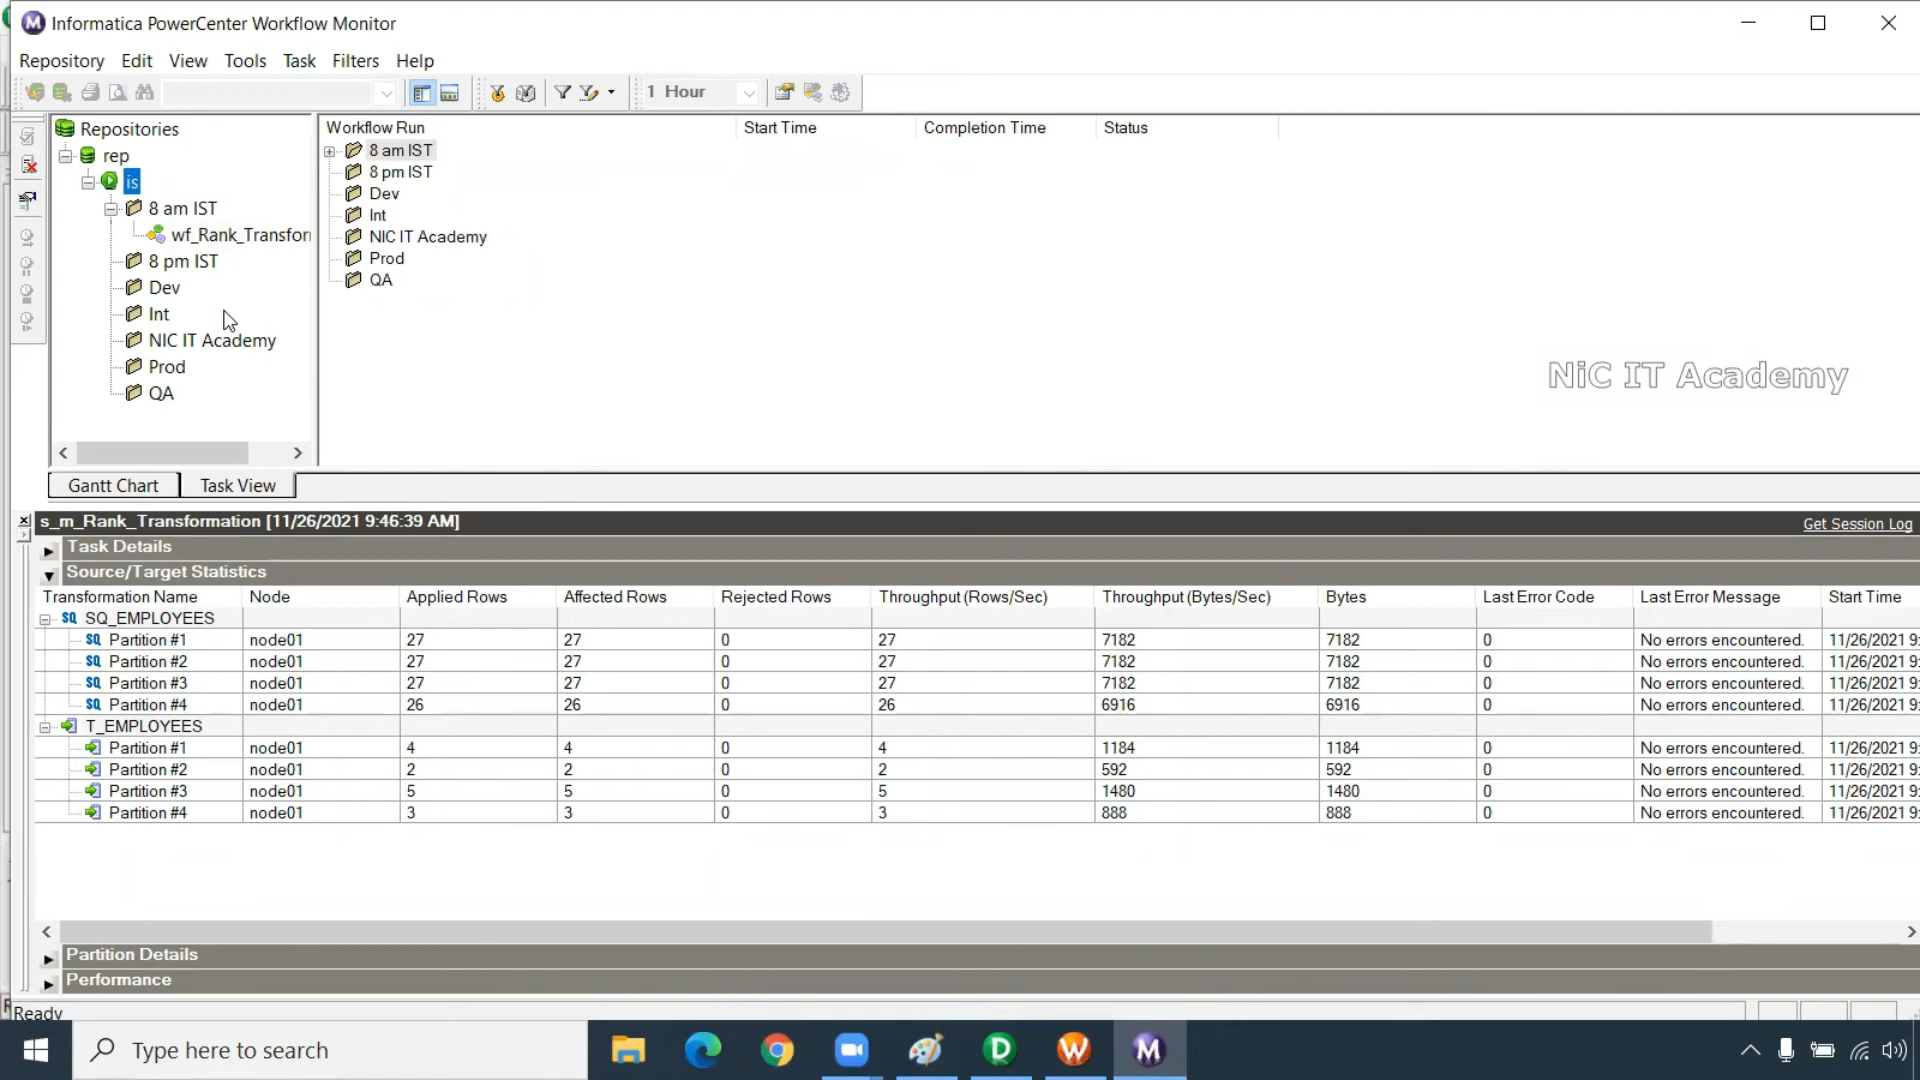 Informatica PowerCenter Workflow Monitor
Repository Edit View Tools Task Filters Help
1 Hour
Repositories
rep
is
8 am IST
wf_Rank_Transfor
8 pm IST
Dev
Int
NIC IT Academy
Prod
QA
Workflow Run Start Time Completion Time Status
8 am IST
8 pm IST
Dev
Int
NIC IT Academy
Prod
QA
NiC IT Academy
Gantt Chart Task View
s_m_Rank_Transformation [11/26/2021 9:46:39 AM] Get Session Log
Task Details
Source/Target Statistics
Transformation Name Node Applied Rows Affected Rows Rejected Rows Throughput (Rows/Sec) Throughput (Bytes/Sec) Bytes Last Error Code Last Error Message Start Time
SQ SQ_EMPLOYEES
SQ Partition #1 node01 27 27 0 27 7182 7182 0 No errors encountered. 11/26/2021 9:
SQ Partition #2 node01 27 27 0 27 7182 7182 0 No errors encountered. 11/26/2021 9:
SQ Partition #3 node01 27 27 0 27 7182 7182 0 No errors encountered. 11/26/2021 9:
SQ Partition #4 node01 26 26 0 26 6916 6916 0 No errors encountered. 11/26/2021 9:
T_EMPLOYEES
Partition #1 node01 4 4 0 4 1184 1184 0 No errors encountered. 11/26/2021 9:
Partition #2 node01 2 2 0 2 592 592 0 No errors encountered. 11/26/2021 9:
Partition #3 node01 5 5 0 5 1480 1480 0 No errors encountered. 11/26/2021 9:
Partition #4 node01 3 3 0 3 888 888 0 No errors encountered. 11/26/2021 9:
Partition Details
Performance
Ready
Type here to search